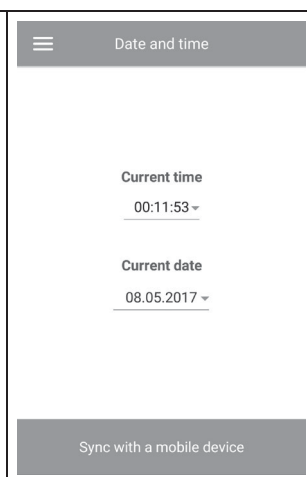 Date and time
Current time
00:11:53
Current date
08.05.2017
Sync with a mobile device